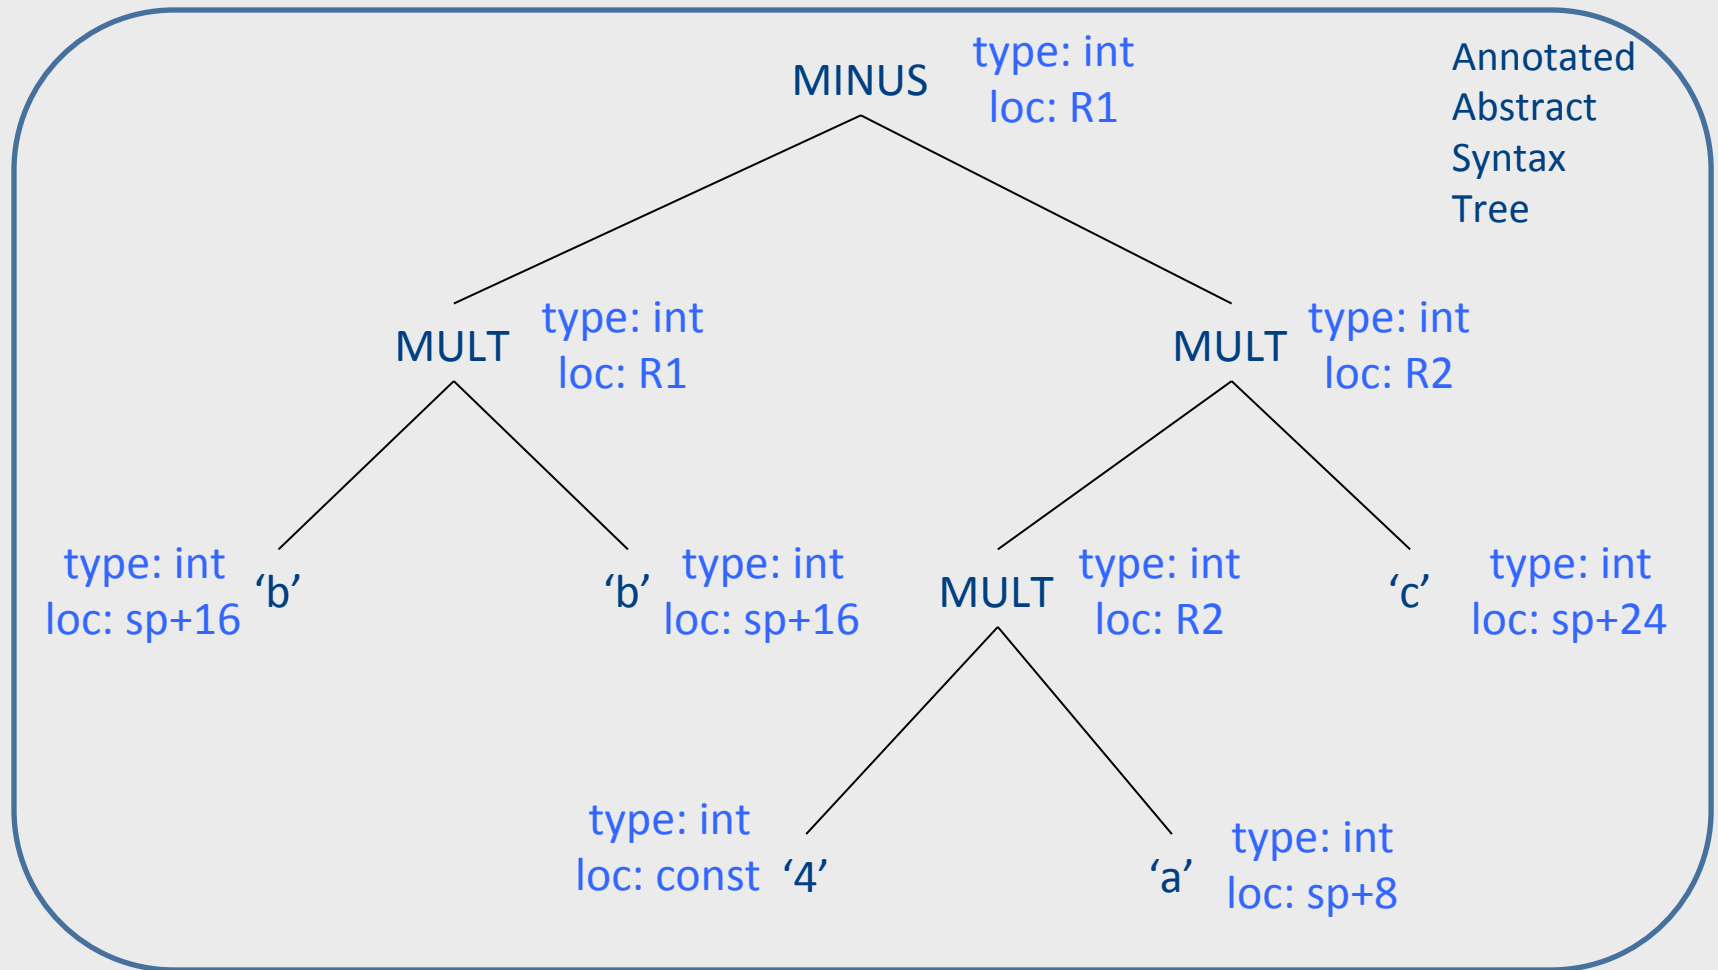 MINUS
type: int
loc: R1
Annotated
Abstract
Syntax
Tree
MULT
type: int
loc: R1
MULT
type: int
loc: R2
type: int
loc: sp+16
‘b’
‘b’
type: int
loc: sp+16
MULT
type: int
loc: R2
‘c’
type: int
loc: sp+24
type: int
loc: const
‘4’
‘a’
type: int
loc: sp+8